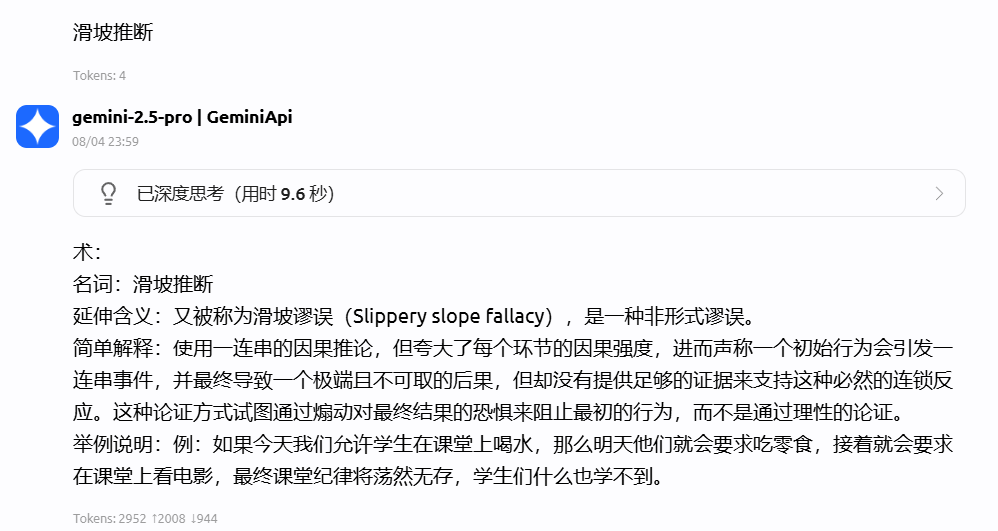 滑坡推断
Tokens: 4
gemini-2.5-pro | GeminiApi
08/04 23:59
已深度思考（用时 9.6 秒）
术：
名词：滑坡推断
延伸含义：又被称为滑坡谬误（Slippery slope fallacy），是一种非形式谬误。
简单解释：使用一连串的因果推论，但夸大了每个环节的因果强度，进而声称一个初始行为会引发一
连串事件，并最终导致一个极端且不可取的后果，但却没有提供足够的证据来支持这种必然的连锁反
应。这种论证方式试图通过煽动对最终结果的恐惧来阻止最初的行为，而不是通过理性的论证。
举例说明：例：如果今天我们允许学生在课堂上喝水，那么明天他们就会要求吃零食，接着就会要求
在课堂上看电影，最终课堂纪律将荡然无存，学生们什么也学不到。
Tokens: 2952 ↑2008 ↓944